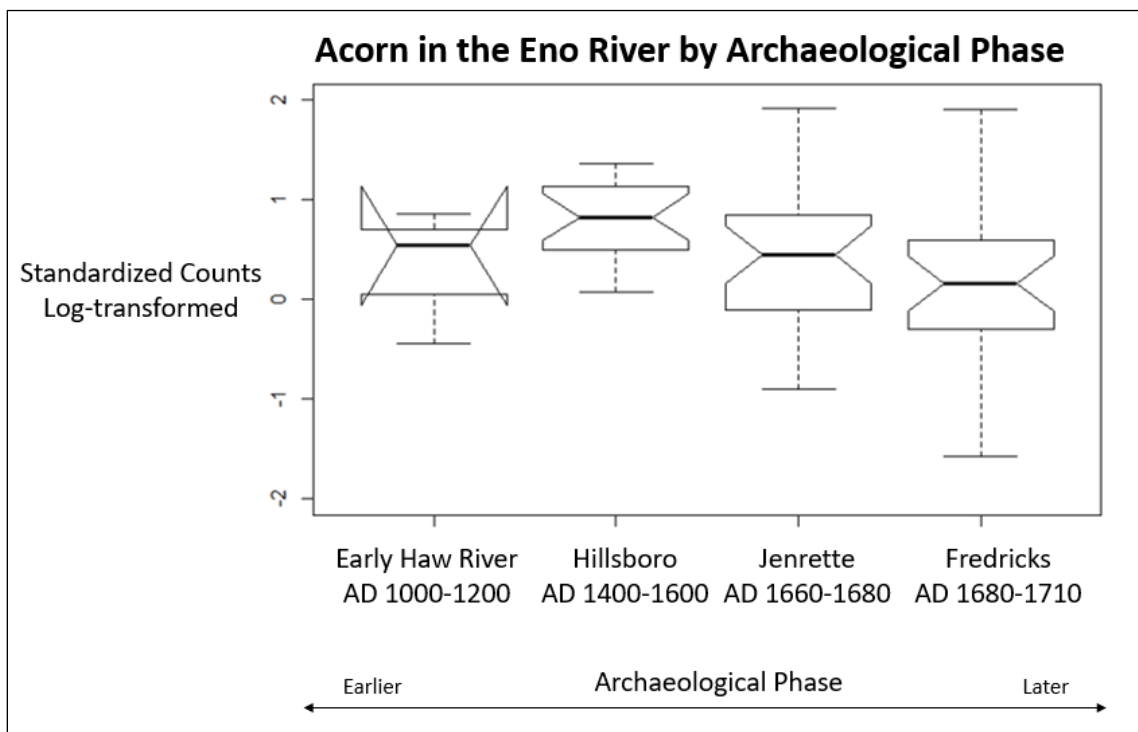 Acorn in the Eno River by Archaeological Phase
2
1
0
-1
-2
Standardized Counts
Log-transformed
Early Haw River
AD 1000-1200
Hillsboro
AD 1400-1600
Jenrette
AD 1660-1680
Fredricks
AD 1680-1710
Earlier
Archaeological Phase
Later